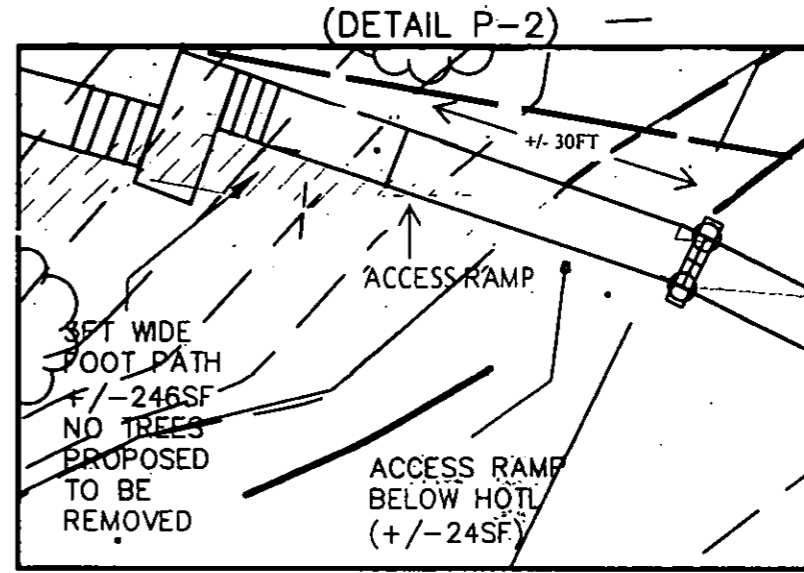 (DETAIL P-2)
+/- 30FT
ACCESS RAMP
3FT WIDE
FOOT PATH
+/-246SF
NO TREES
PROPOSED
TO BE
REMOVED
ACCESS RAMP
BELOW HOTL
(+/-24SF)